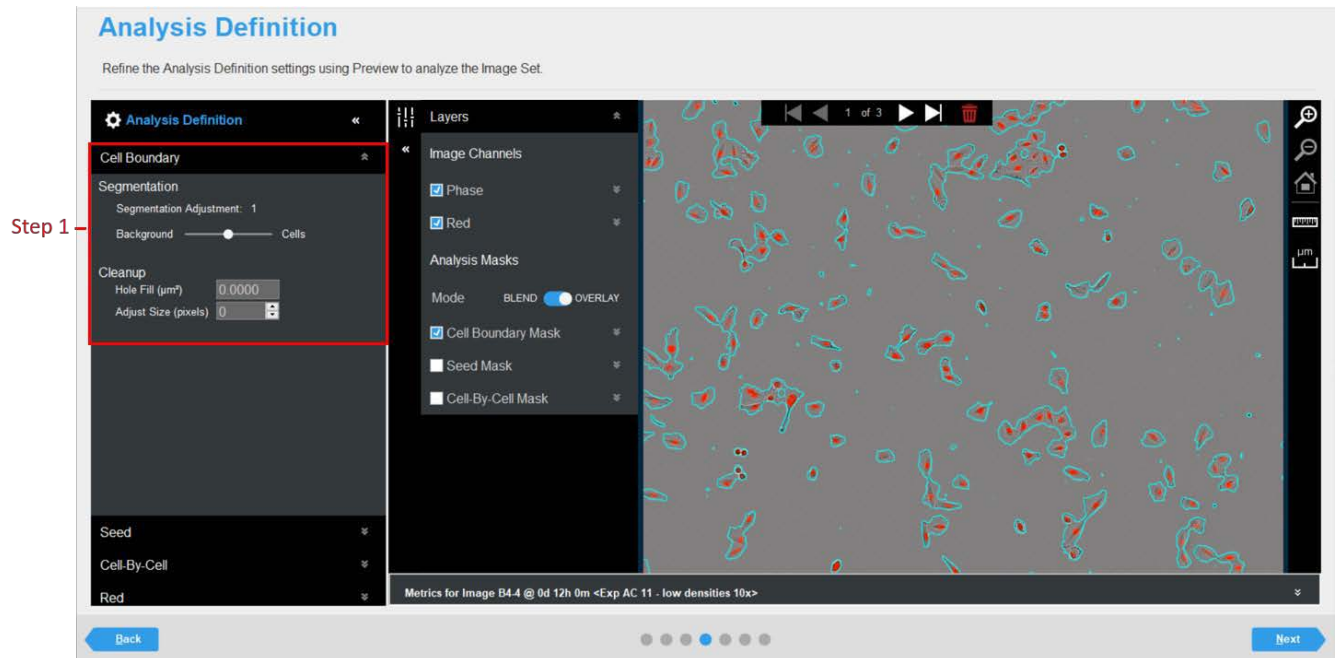 Analysis Definition
Refine the Analysis Definition settings using Preview to analyze the Image Set.
Step 1
Analysis Definition
«
Cell Boundary
Segmentation
Segmentation Adjustment: 1
Background Cells
Cleanup
Hole Fill (µm²) 0.0000
Adjust Size (pixels) 0
Seed
Cell-By-Cell
Red
«
Layers
Image Channels
Phase
Red
Analysis Masks
Mode BLEND OVERLAY
Cell Boundary Mask
Seed Mask
Cell-By-Cell Mask
1 of 3
µm
Metrics for Image B4-4 @ 0d 12h 0m <Exp AC 11 - low densities 10x>
Back
Next